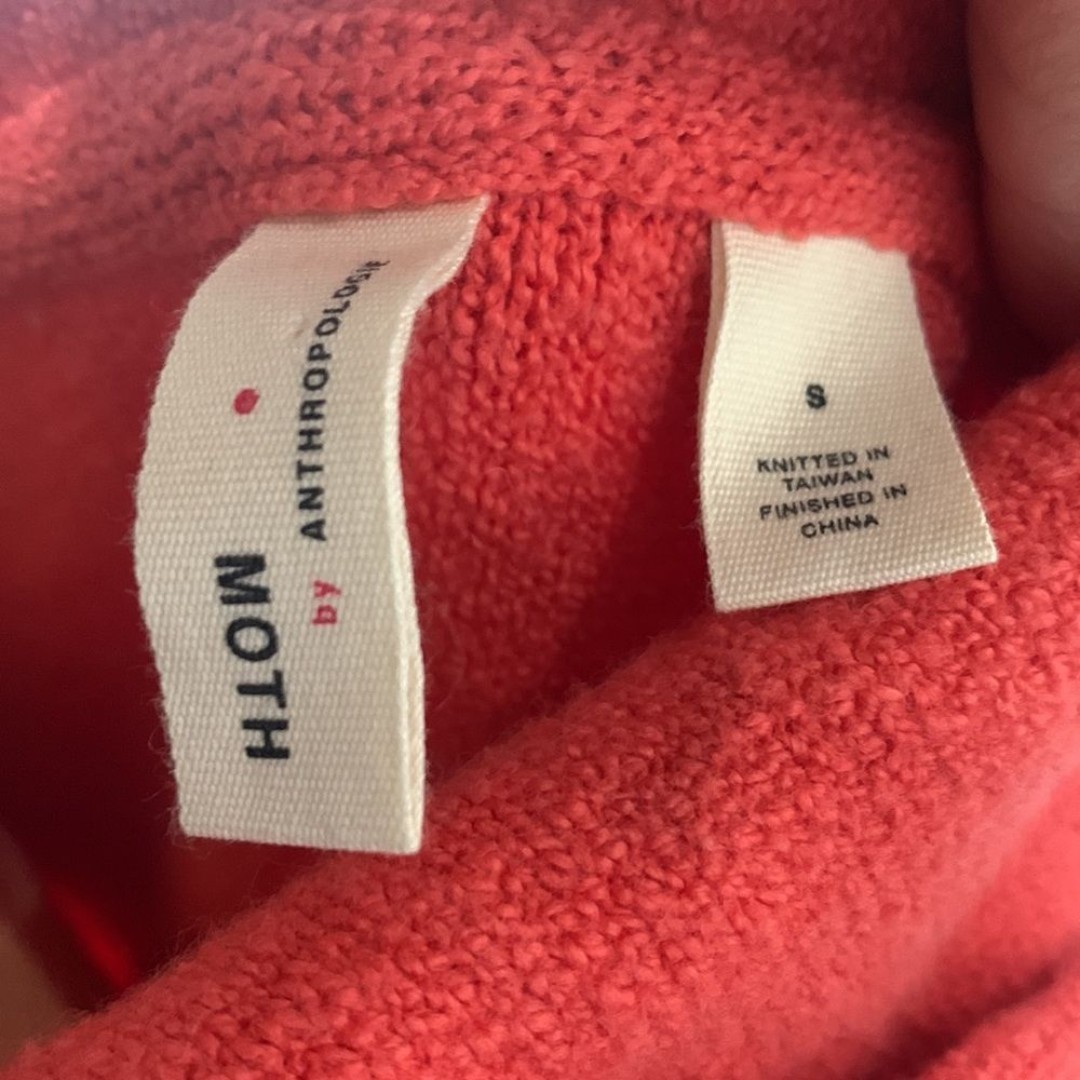 MOTH
by ANTHROPOLOGIE
S
KNITTED IN
TAIWAN
FINISHED IN
CHINA